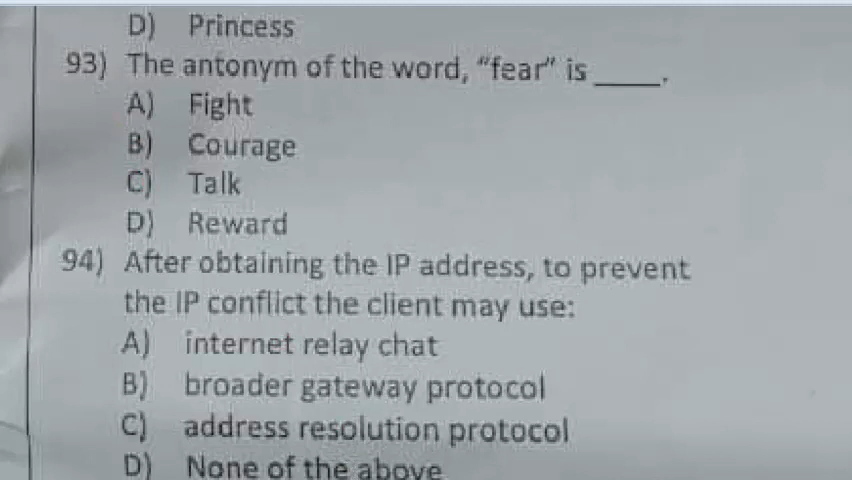 D) Princess
93) The antonym of the word, "fear" is _____.
A) Fight
B) Courage
C) Talk
D) Reward
94) After obtaining the IP address, to prevent
the IP conflict the client may use:
A) internet relay chat
B) broader gateway protocol
C) address resolution protocol
D) None of the above